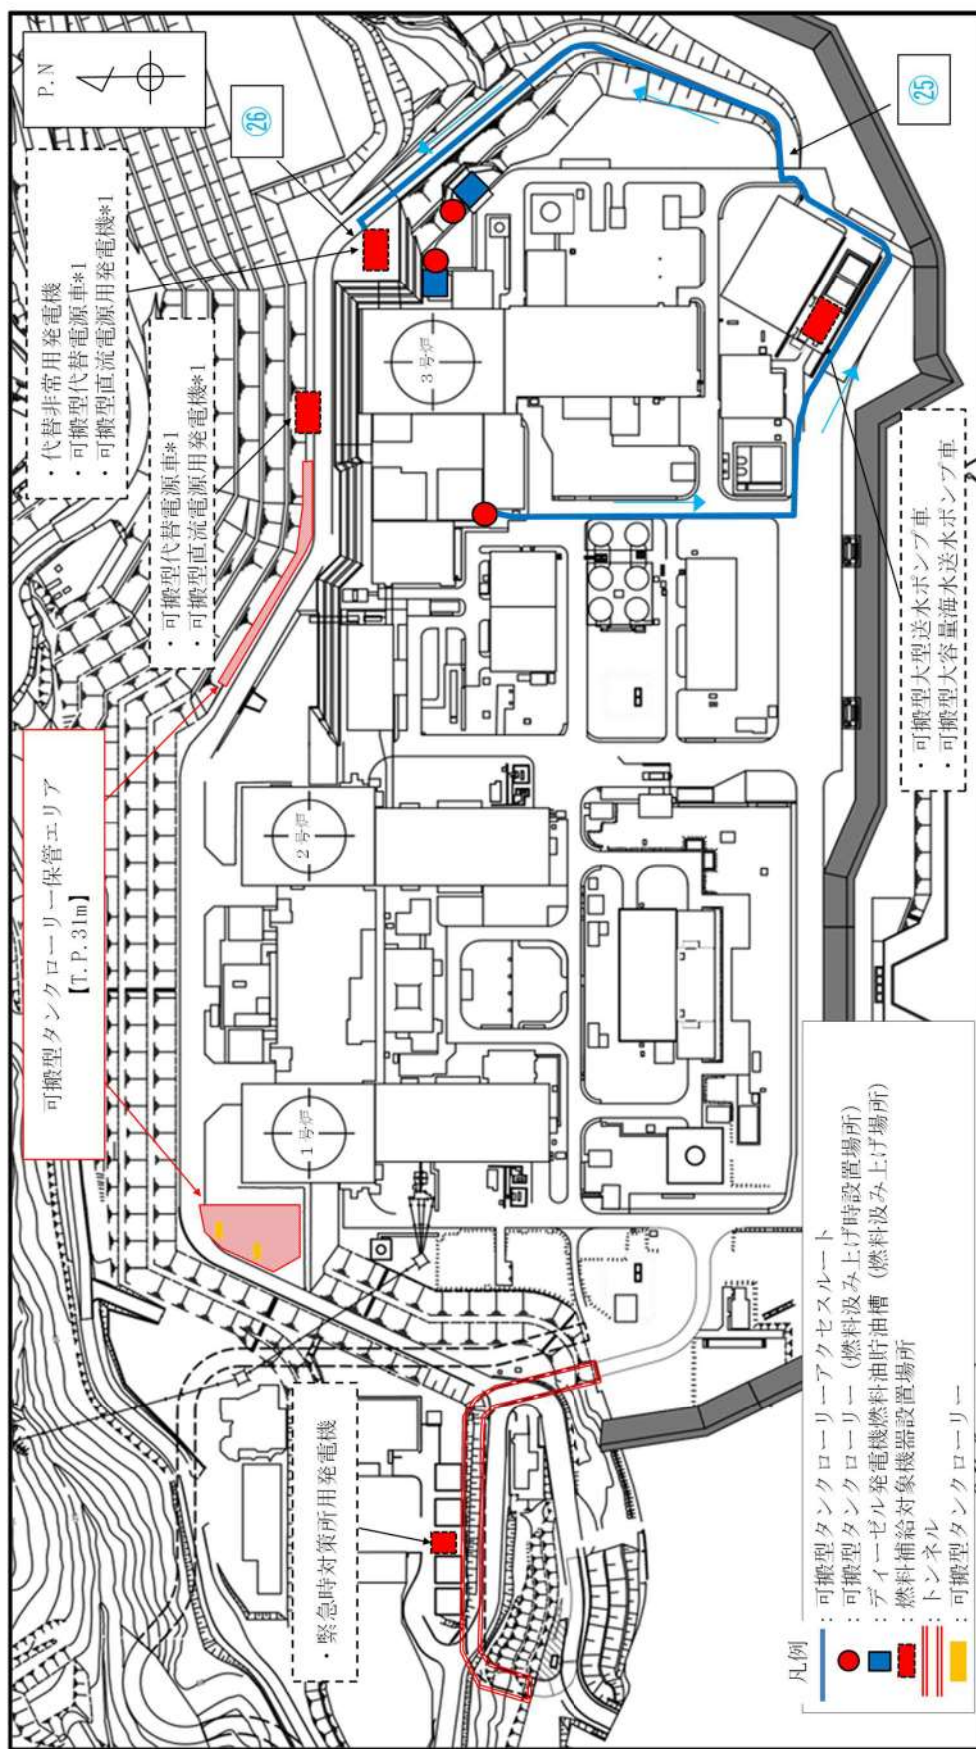 P.N
㉖
㉕
・代替非常用発電機
・可搬型代替電源車*1
・可搬型直流電源用発電機*1
・可搬型代替電源車*1
・可搬型直流電源用発電機*1
可搬型タンクローリー保管エリア
【T.P.31m】
3号炉
2号炉
1号炉
・可搬型大型送水ポンプ車
・可搬型大容量海水送水ポンプ車
・緊急時対策所用発電機
凡例
：可搬型タンクローリーアクセスルート
：可搬型タンクローリー（燃料汲み上げ時設置場所）
：ディーゼル発電機燃料油貯油槽（燃料汲み上げ場所）
：燃料補給対象機器設置場所
：トンネル
：可搬型タンクローリー